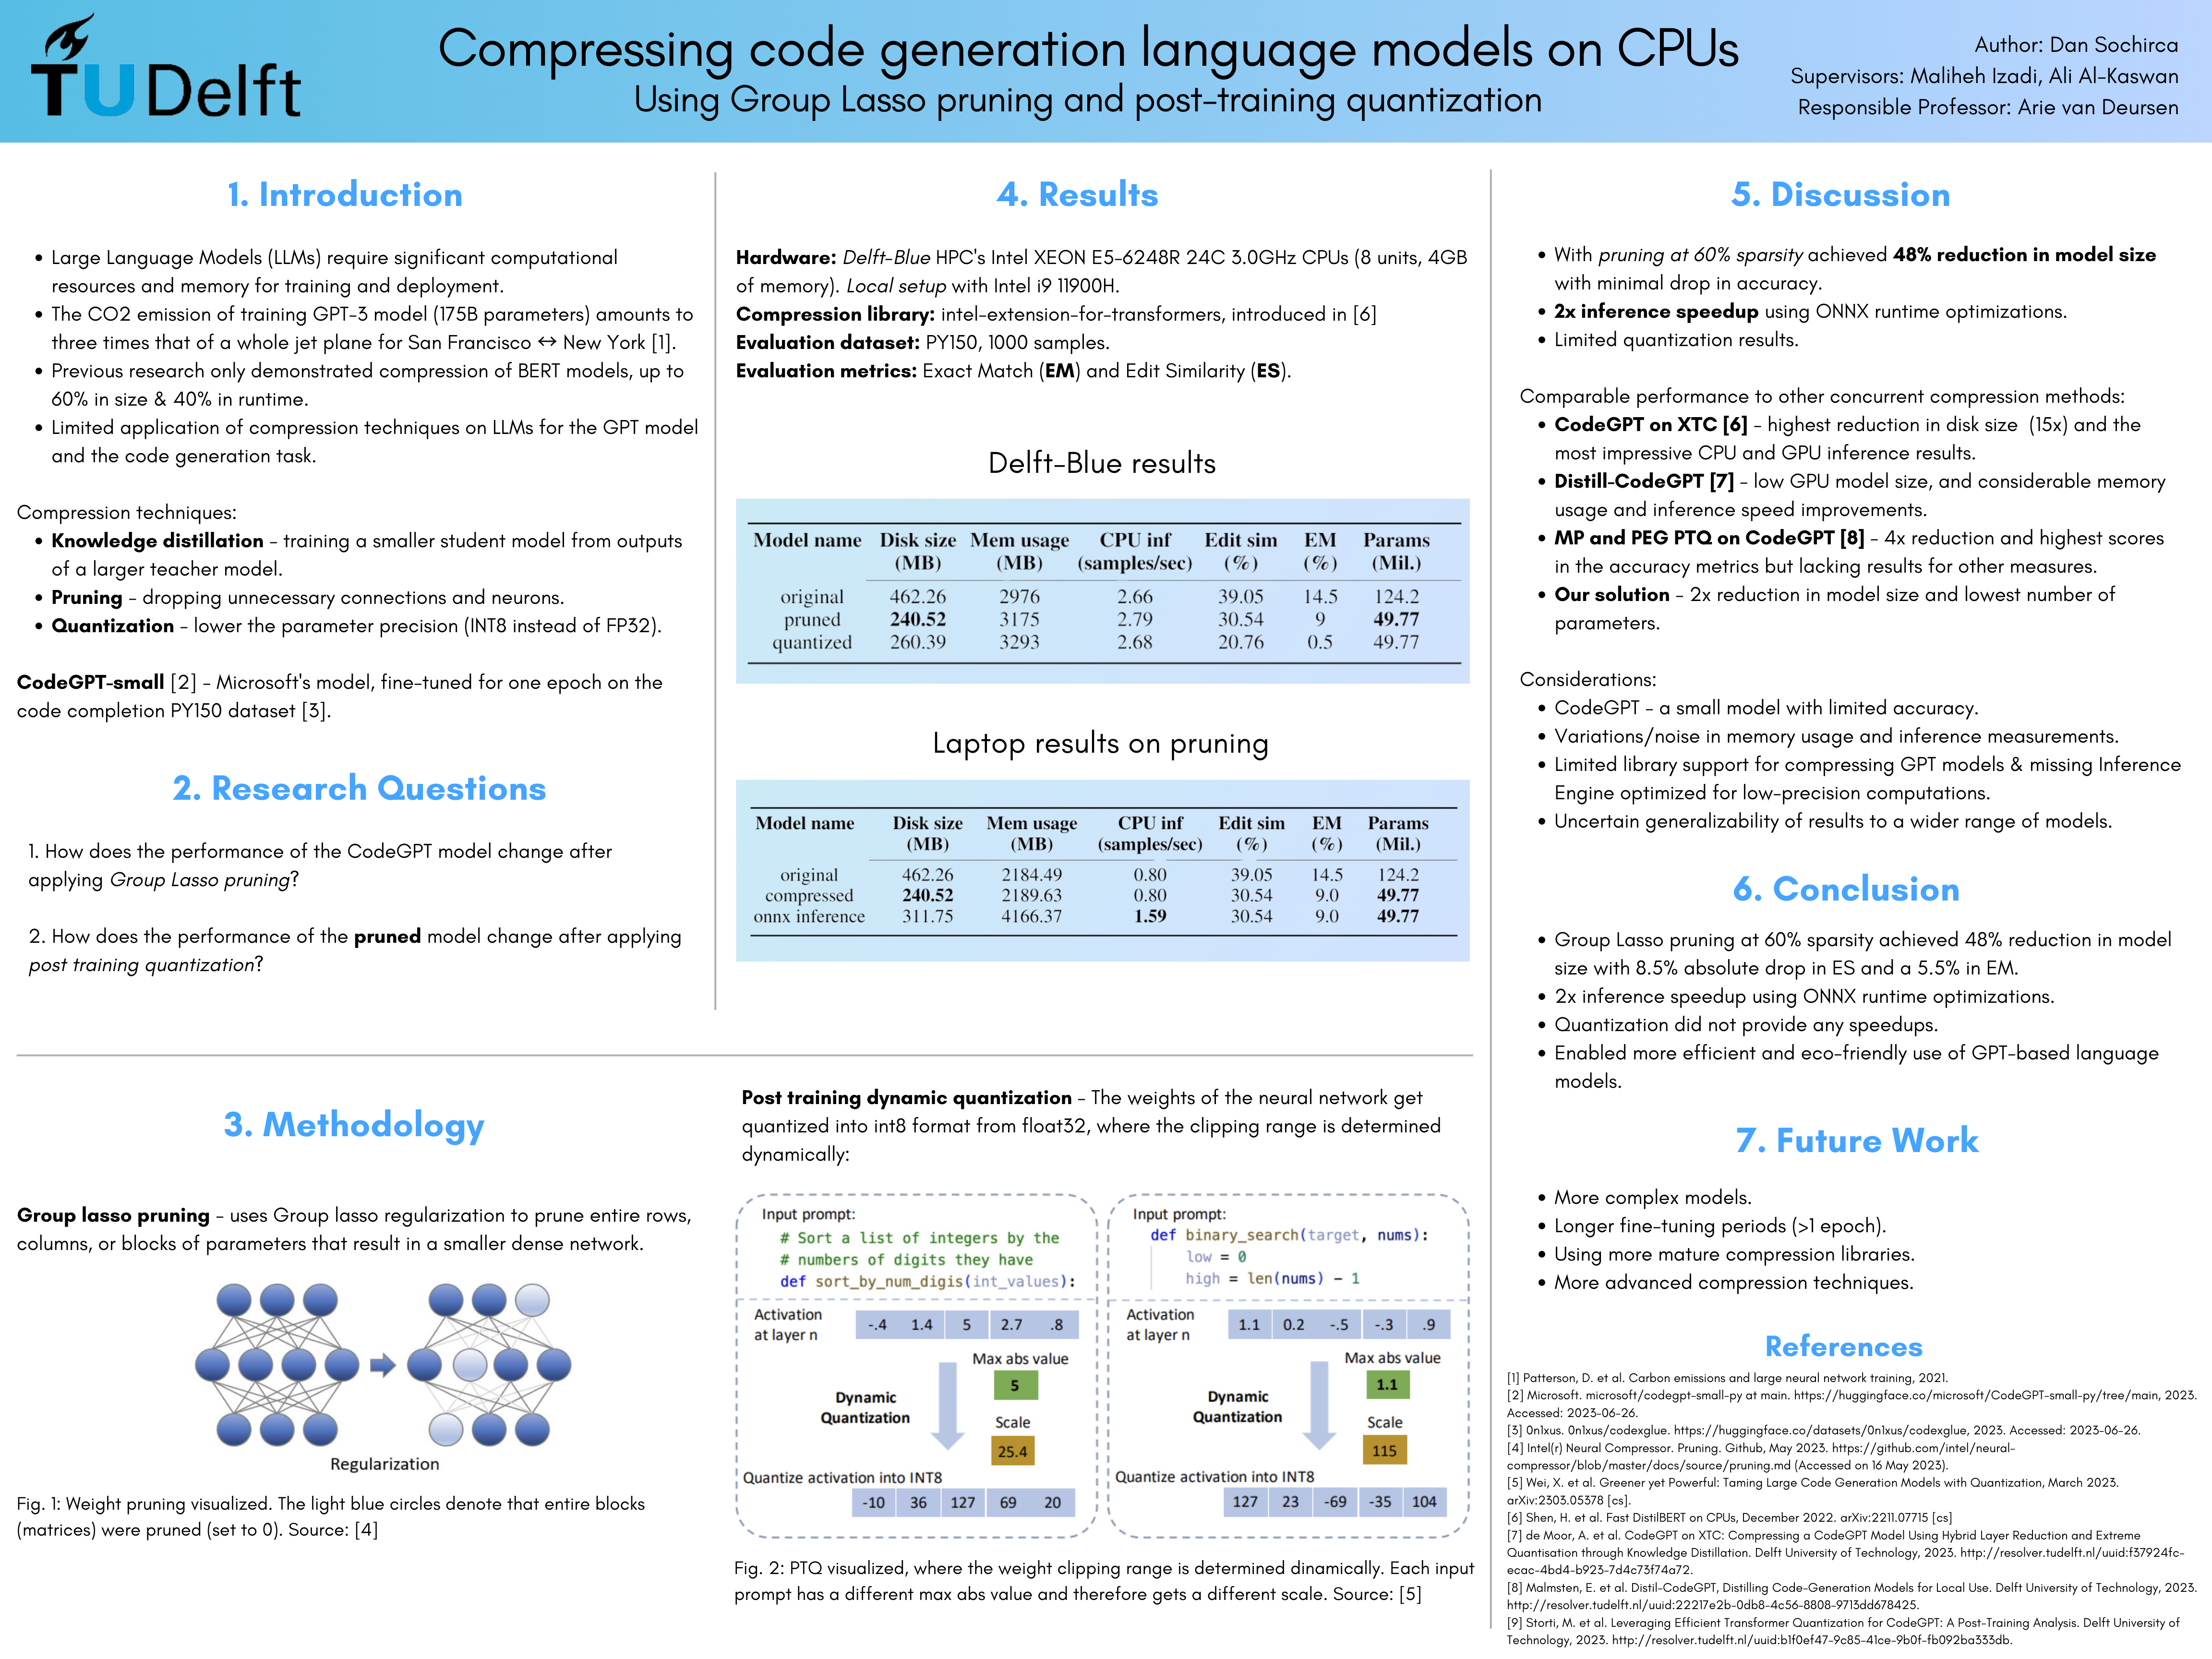 TU Delft
Compressing code generation language models on CPUs
Using Group Lasso pruning and post-training quantization
Author: Dan Sochirca
Supervisors: Maliheh Izadi, Ali Al-Kaswan
Responsible Professor: Arie van Deursen
1. Introduction
• Large Language Models (LLMs) require significant computational
resources and memory for training and deployment.
• The CO2 emission of training GPT-3 model (175B parameters) amounts to
three times that of a whole jet plane for San Francisco ↔ New York [1].
• Previous research only demonstrated compression of BERT models, up to
60% in size & 40% in runtime.
• Limited application of compression techniques on LLMs for the GPT model
and the code generation task.
Compression techniques:
• Knowledge distillation - training a smaller student model from outputs
of a larger teacher model.
• Pruning - dropping unnecessary connections and neurons.
• Quantization - lower the parameter precision (INT8 instead of FP32).
CodeGPT-small [2] - Microsoft's model, fine-tuned for one epoch on the
code completion PY150 dataset [3].
2. Research Questions
1. How does the performance of the CodeGPT model change after
applying Group Lasso pruning?
2. How does the performance of the pruned model change after applying
post training quantization?
3. Methodology
Group lasso pruning - uses Group lasso regularization to prune entire rows,
columns, or blocks of parameters that result in a smaller dense network.
Regularization
Fig. 1: Weight pruning visualized. The light blue circles denote that entire blocks
(matrices) were pruned (set to 0). Source: [4]
4. Results
Hardware: Delft-Blue HPC's Intel XEON E5-6248R 24C 3.0GHz CPUs (8 units, 4GB
of memory). Local setup with Intel i9 11900H.
Compression library: intel-extension-for-transformers, introduced in [6]
Evaluation dataset: PY150, 1000 samples.
Evaluation metrics: Exact Match (EM) and Edit Similarity (ES).
Delft-Blue results
Model name Disk size Mem usage CPU inf Edit sim EM Params
(MB) (MB) (samples/sec) (%) (%) (Mil.)
original 462.26 2976 2.66 39.05 14.5 124.2
pruned 240.52 3175 2.79 30.54 9 49.77
quantized 260.39 3293 2.68 20.76 0.5 49.77
Laptop results on pruning
Model name Disk size Mem usage CPU inf Edit sim EM Params
(MB) (MB) (samples/sec) (%) (%) (Mil.)
original 462.26 2184.49 0.80 39.05 14.5 124.2
compressed 240.52 2189.63 0.80 30.54 9.0 49.77
onnx inference 311.75 4166.37 1.59 30.54 9.0 49.77
Post training dynamic quantization - The weights of the neural network get
quantized into int8 format from float32, where the clipping range is determined
dynamically:
Input prompt:
# Sort a list of integers by the
# numbers of digits they have
def sort_by_num_digis(int_values):
Activation
at layer n
-.4 1.4 5 2.7 .8
Max abs value
5
Dynamic
Quantization
Scale
25.4
Quantize activation into INT8
-10 36 127 69 20
Input prompt:
def binary_search(target, nums):
low = 0
high = len(nums) - 1
Activation
at layer n
1.1 0.2 -.5 -.3 .9
Max abs value
1.1
Dynamic
Quantization
Scale
115
Quantize activation into INT8
127 23 -69 -35 104
Fig. 2: PTQ visualized, where the weight clipping range is determined dinamically. Each input
prompt has a different max abs value and therefore gets a different scale. Source: [5]
5. Discussion
• With pruning at 60% sparsity achieved 48% reduction in model size
with minimal drop in accuracy.
• 2x inference speedup using ONNX runtime optimizations.
• Limited quantization results.
Comparable performance to other concurrent compression methods:
• CodeGPT on XTC [6] - highest reduction in disk size (15x) and the
most impressive CPU and GPU inference results.
• Distill-CodeGPT [7] - low GPU model size, and considerable memory
usage and inference speed improvements.
• MP and PEG PTQ on CodeGPT [8] - 4x reduction and highest scores
in the accuracy metrics but lacking results for other measures.
• Our solution - 2x reduction in model size and lowest number of
parameters.
Considerations:
• CodeGPT - a small model with limited accuracy.
• Variations/noise in memory usage and inference measurements.
• Limited library support for compressing GPT models & missing Inference
Engine optimized for low-precision computations.
• Uncertain generalizability of results to a wider range of models.
6. Conclusion
• Group Lasso pruning at 60% sparsity achieved 48% reduction in model
size with 8.5% absolute drop in ES and a 5.5% in EM.
• 2x inference speedup using ONNX runtime optimizations.
• Quantization did not provide any speedups.
• Enabled more efficient and eco-friendly use of GPT-based language
models.
7. Future Work
• More complex models.
• Longer fine-tuning periods (>1 epoch).
• Using more mature compression libraries.
• More advanced compression techniques.
References
[1] Patterson, D. et al. Carbon emissions and large neural network training, 2021.
[2] Microsoft. microsoft/codegpt-small-py at main. https://huggingface.co/microsoft/CodeGPT-small-py/tree/main, 2023.
Accessed: 2023-06-26.
[3] 0n1xus. 0n1xus/codexglue. https://huggingface.co/datasets/0n1xus/codexglue, 2023. Accessed: 2023-06-26.
[4] Intel(r) Neural Compressor. Pruning. Github, May 2023. https://github.com/intel/neural-
compressor/blob/master/docs/source/pruning.md (Accessed on 16 May 2023).
[5] Wei, X. et al. Greener yet Powerful: Taming Large Code Generation Models with Quantization, March 2023.
arXiv:2303.05378 [cs].
[6] Shen, H. et al. Fast DistilBERT on CPUs, December 2022. arXiv:2211.07715 [cs]
[7] de Moor, A. et al. CodeGPT on XTC: Compressing a CodeGPT Model Using Hybrid Layer Reduction and Extreme
Quantisation through Knowledge Distillation. Delft University of Technology, 2023. http://resolver.tudelft.nl/uuid:f37924fc-
ecac-4bd4-b923-7d4c73f74a72.
[8] Malmsten, E. et al. Distil-CodeGPT, Distilling Code-Generation Models for Local Use. Delft University of Technology, 2023.
http://resolver.tudelft.nl/uuid:22217e2b-0db8-4c56-8808-9713dd678425.
[9] Storti, M. et al. Leveraging Efficient Transformer Quantization for CodeGPT: A Post-Training Analysis. Delft University of
Technology, 2023. http://resolver.tudelft.nl/uuid:b1f0ef47-9c85-41ce-9b0f-fb092ba333db.